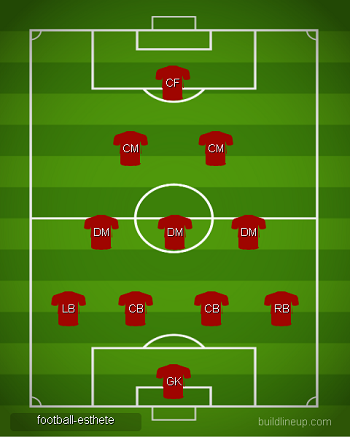 CF
CM CM
DM DM DM
LB CB CB RB
GK
football-esthete
buildlineup.com